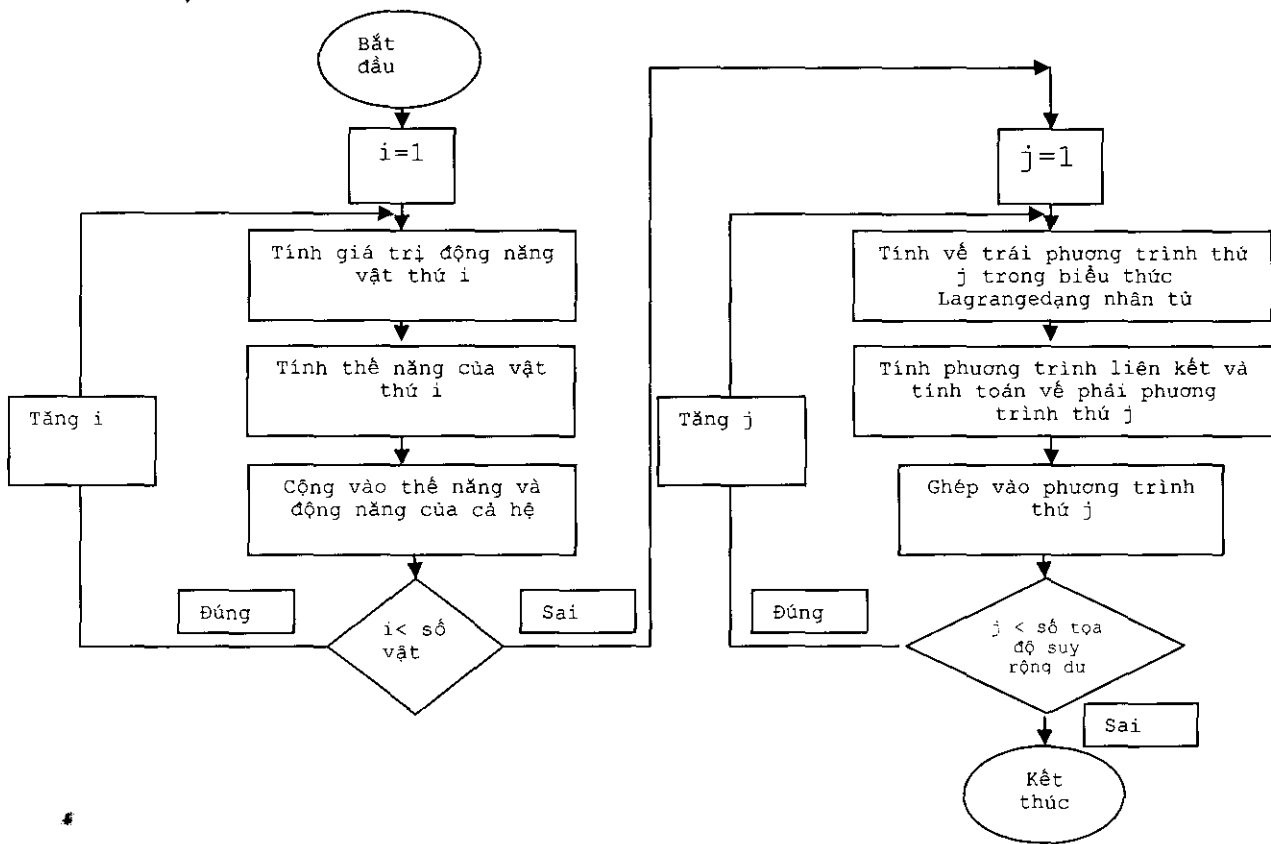 Bắt
đầu
i=1
Tính giá trị động năng
vật thứ i
Tính thế năng của vật
thứ i
Tăng i
Cộng vào thế năng và
động năng của cả hệ
Đúng
i< số
vật
Sai
j=1
Tính vế trái phương trình thứ
j trong biểu thức
Lagrangedạng nhân tử
Tính phương trình liên kết và
tính toán vế phải phương
trình thứ j
Tăng j
Ghép vào phương trình
thứ j
Đúng
j < số tọa
độ suy
rộng dư
Sai
Kết
thúc